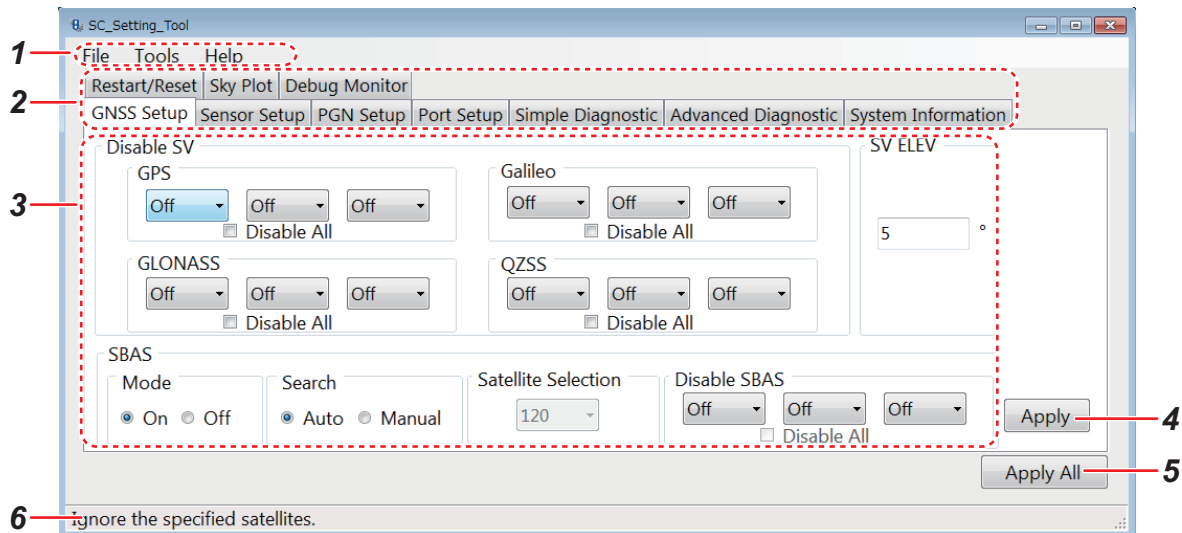 SC_Setting_Tool
1
File Tools Help
Restart/Reset Sky Plot Debug Monitor
2
GNSS Setup Sensor Setup PGN Setup Port Setup Simple Diagnostic Advanced Diagnostic System Information
Disable SV SV ELEV
GPS Galileo
3
Off Off Off Off Off Off
Disable All Disable All
5 °
GLONASS QZSS
Off Off Off Off Off Off
Disable All Disable All
SBAS
Mode Search Satellite Selection Disable SBAS
On Off Auto Manual 120 Off Off Off
Apply 4
Disable All
Apply All 5
6 Ignore the specified satellites.